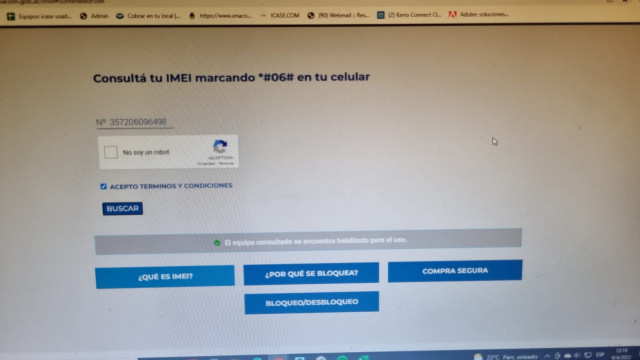 Equipos icase usad...
Admin
Cobrar en tu local |...
https://www.enaco...
ICASE.COM
(90) Webmail :: Res...
(2) Kerio Connect Cl...
Adobe: soluciones...
Consultá tu IMEI marcando *#06# en tu celular
Nº 357206096498
No soy un robot
reCAPTCHA
Privacidad - Términos
ACEPTO TERMINOS Y CONDICIONES
BUSCAR
El equipo consultado se encuentra habilitado para el uso.
¿QUÉ ES IMEI?
¿POR QUÉ SE BLOQUEA?
COMPRA SEGURA
BLOQUEO/DESBLOQUEO
22°C Parc. soleado
ESP
12:18